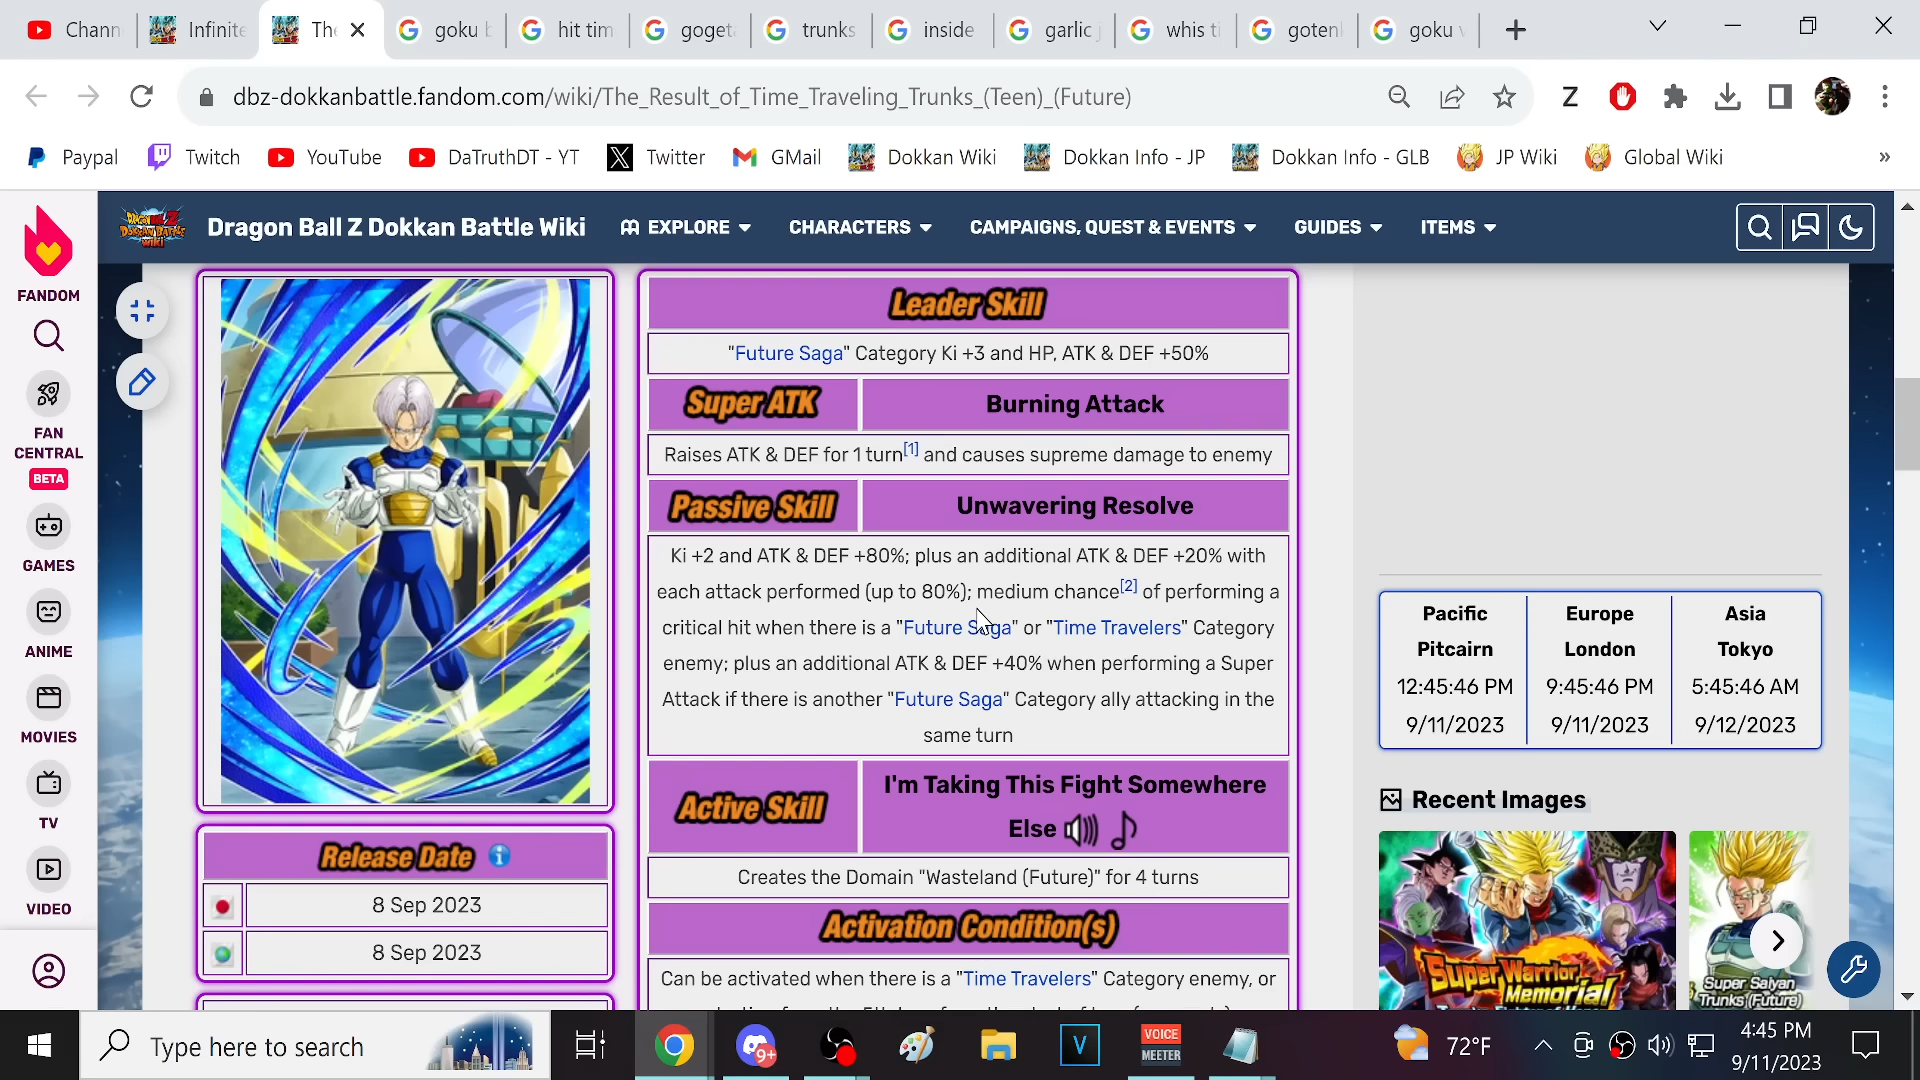 Chann
Infinite
The
goku b
hit tim
goget
trunks
inside
garlic j
whis ti
goten
goku v
dbz-dokkanbattle.fandom.com/wiki/The_Result_of_Time_Traveling_Trunks_(Teen)_(Future)
Z
Paypal
Twitch
YouTube
DaTruthDT - YT
Twitter
GMail
Dokkan Wiki
Dokkan Info - JP
Dokkan Info - GLB
JP Wiki
Global Wiki
»
Dragon Ball Z Dokkan Battle Wiki
EXPLORE
CHARACTERS
CAMPAIGNS, QUEST & EVENTS
GUIDES
ITEMS
FANDOM
FAN
CENTRAL
BETA
GAMES
ANIME
MOVIES
TV
VIDEO
Release Date
8 Sep 2023
8 Sep 2023
Leader Skill
"Future Saga" Category Ki +3 and HP, ATK & DEF +50%
Super ATK
Burning Attack
Raises ATK & DEF for 1 turn[1] and causes supreme damage to enemy
Passive Skill
Unwavering Resolve
Ki +2 and ATK & DEF +80%; plus an additional ATK & DEF +20% with
each attack performed (up to 80%); medium chance[2] of performing a
critical hit when there is a "Future Saga" or "Time Travelers" Category
enemy; plus an additional ATK & DEF +40% when performing a Super
Attack if there is another "Future Saga" Category ally attacking in the
same turn
Active Skill
I'm Taking This Fight Somewhere
Else
Creates the Domain "Wasteland (Future)" for 4 turns
Activation Condition(s)
Can be activated when there is a "Time Travelers" Category enemy, or
Pacific
Pitcairn
12:45:46 PM
9/11/2023
Europe
London
9:45:46 PM
9/11/2023
Asia
Tokyo
5:45:46 AM
9/12/2023
Recent Images
Super Warrior
Memorial
Super Saiyan
Trunks (Future)
Type here to search
9+
V
VOICE
MEETER
72°F
4:45 PM
9/11/2023